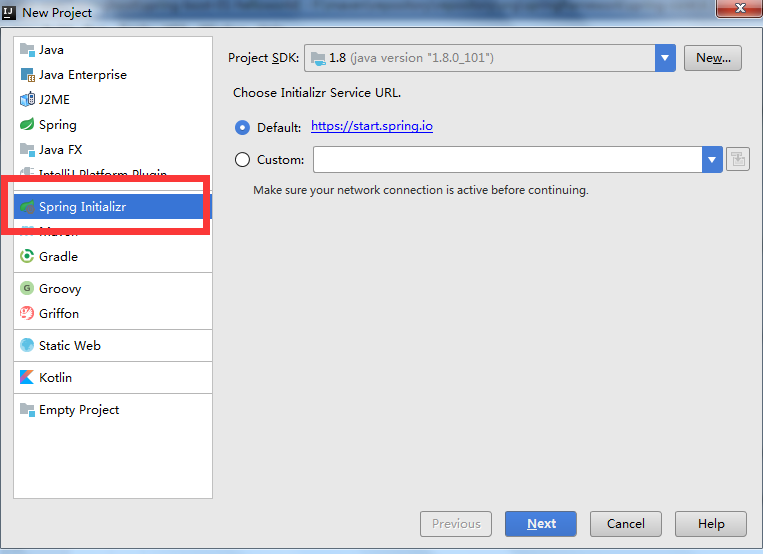 New Project
Java
Java Enterprise
J2ME
Spring
Java FX
IntelliJ Platform Plugin
Spring Initializr
Maven
Gradle
Groovy
Griffon
Static Web
Kotlin
Empty Project
Project SDK: 1.8 (java version "1.8.0_101") New...
Choose Initializr Service URL.
Default: https://start.spring.io
Custom:
Make sure your network connection is active before continuing.
Previous Next Cancel Help